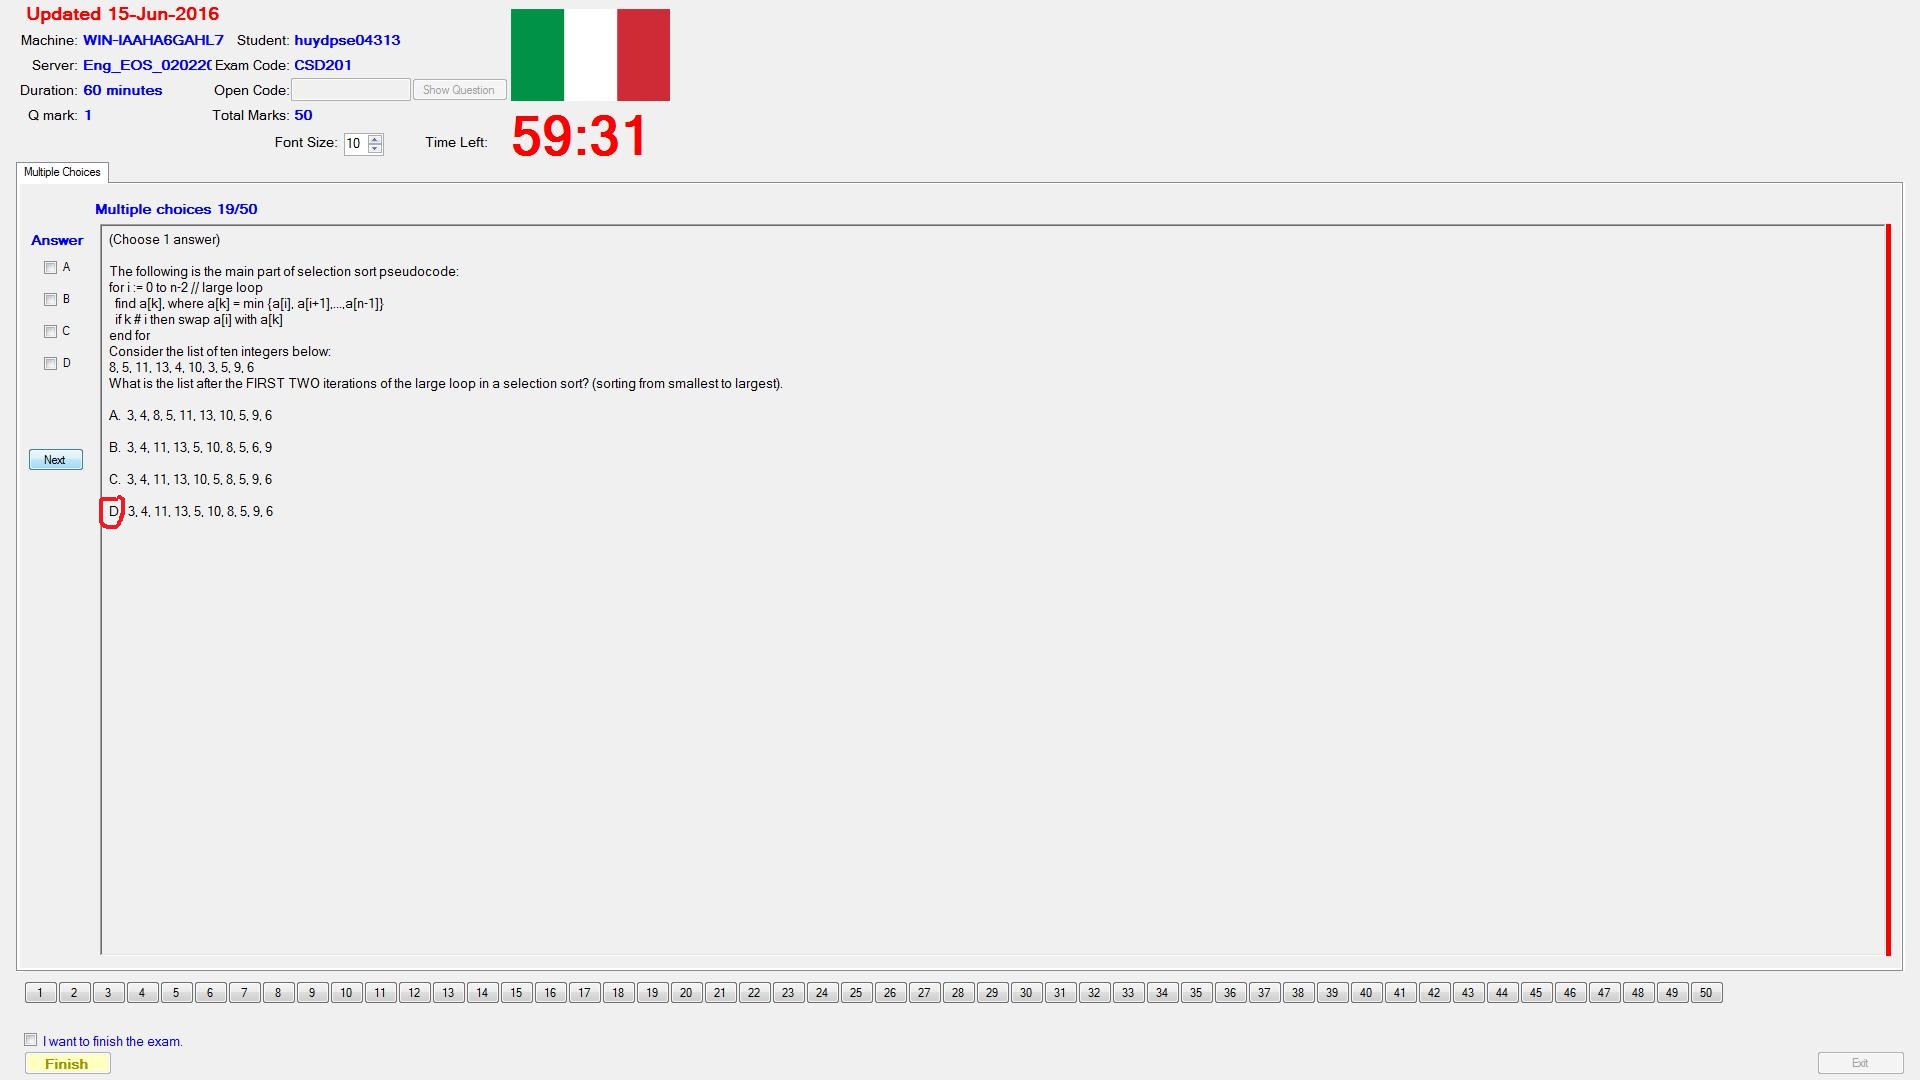 Updated 15-Jun-2016
Machine: WIN-IAAHA6GAHL7 Student: huydpse04313
Server: Eng_EOS_020220 Exam Code: CSD201
Duration: 60 minutes Open Code: Show Question
Q mark: 1 Total Marks: 50
Font Size: 10 Time Left: 59:31
Multiple Choices
Multiple choices 19/50
Answer
A
B
C
D
Next
(Choose 1 answer)
The following is the main part of selection sort pseudocode:
for i := 0 to n-2 // large loop
find a[k], where a[k] = min {a[i], a[i+1],...,a[n-1]}
if k # i then swap a[i] with a[k]
end for
Consider the list of ten integers below:
8, 5, 11, 13, 4, 10, 3, 5, 9, 6
What is the list after the FIRST TWO iterations of the large loop in a selection sort? (sorting from smallest to largest).
A. 3, 4, 8, 5, 11, 13, 10, 5, 9, 6
B. 3, 4, 11, 13, 5, 10, 8, 5, 6, 9
C. 3, 4, 11, 13, 10, 5, 8, 5, 9, 6
D. 3, 4, 11, 13, 5, 10, 8, 5, 9, 6
1 2 3 4 5 6 7 8 9 10 11 12 13 14 15 16 17 18 19 20 21 22 23 24 25 26 27 28 29 30 31 32 33 34 35 36 37 38 39 40 41 42 43 44 45 46 47 48 49 50
I want to finish the exam.
Finish
Exit